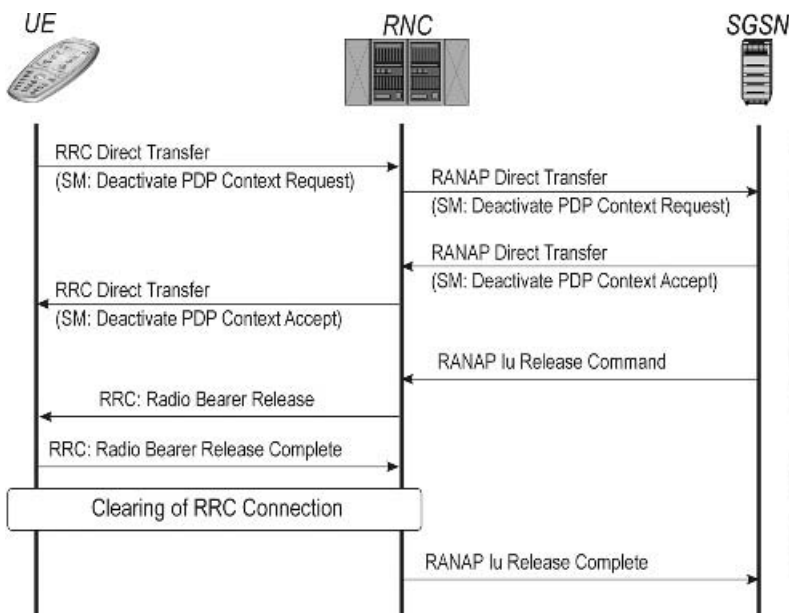 UE
RNC
SGSN
RRC Direct Transfer
(SM: Deactivate PDP Context Request)
RANAP Direct Transfer
(SM: Deactivate PDP Context Request)
RANAP Direct Transfer
(SM: Deactivate PDP Context Accept)
RRC Direct Transfer
(SM: Deactivate PDP Context Accept)
RANAP Iu Release Command
RRC: Radio Bearer Release
RRC: Radio Bearer Release Complete
Clearing of RRC Connection
RANAP Iu Release Complete